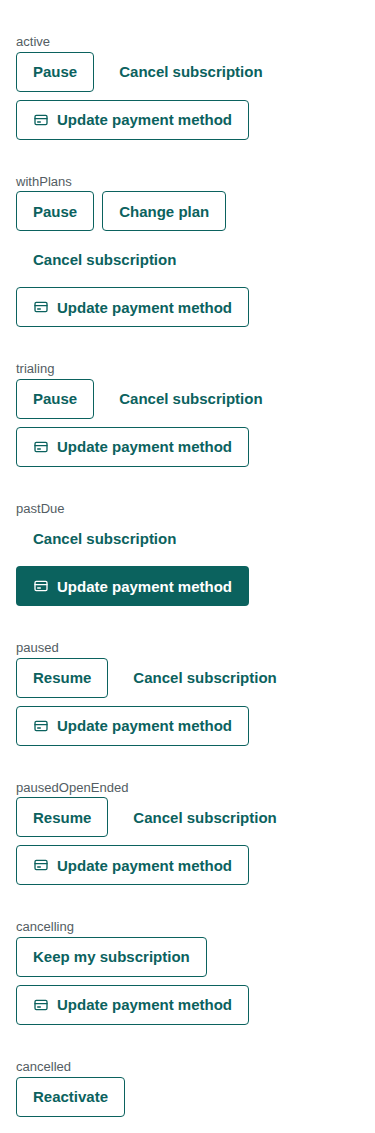 active
Pause Cancel subscription
Update payment method
withPlans
Pause Change plan
Cancel subscription
Update payment method
trialing
Pause Cancel subscription
Update payment method
pastDue
Cancel subscription
Update payment method
paused
Resume Cancel subscription
Update payment method
pausedOpenEnded
Resume Cancel subscription
Update payment method
cancelling
Keep my subscription
Update payment method
cancelled
Reactivate